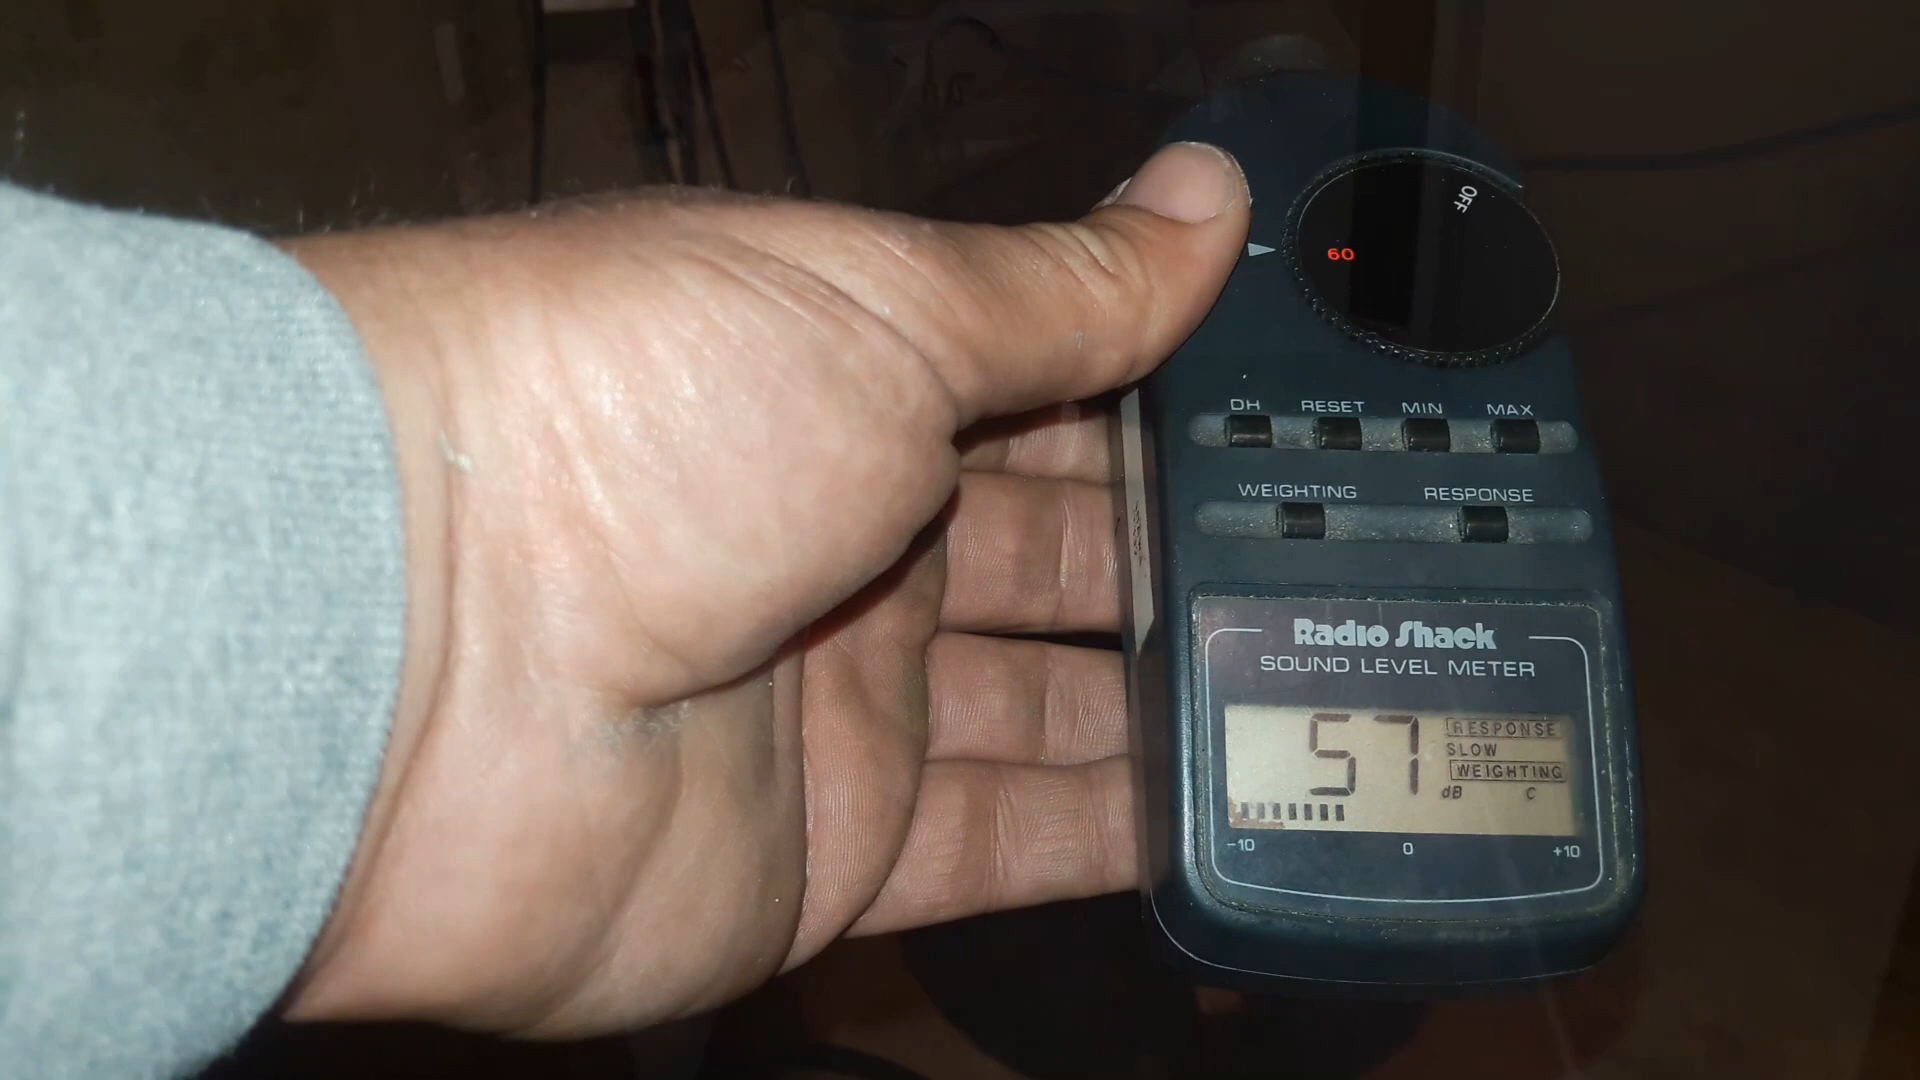 OFF
60
DH RESET MIN MAX
WEIGHTING RESPONSE
Radio Shack
SOUND LEVEL METER
57
RESPONSE
SLOW
WEIGHTING
dB C
-10 0 +10